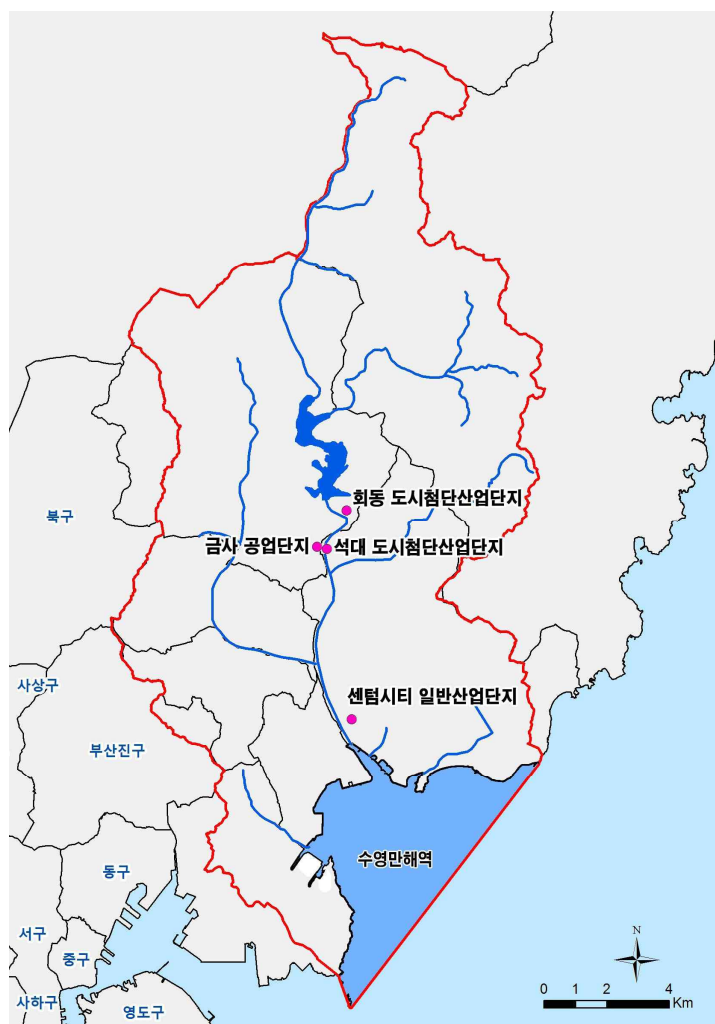 회동 도시첨단산업단지
북구
금사 공업단지
석대 도시첨단산업단지
사상구
센텀시티 일반산업단지
부산진구
수영만해역
동구
서구
중구
N
사하구
영도구
0 1 2 4
Km